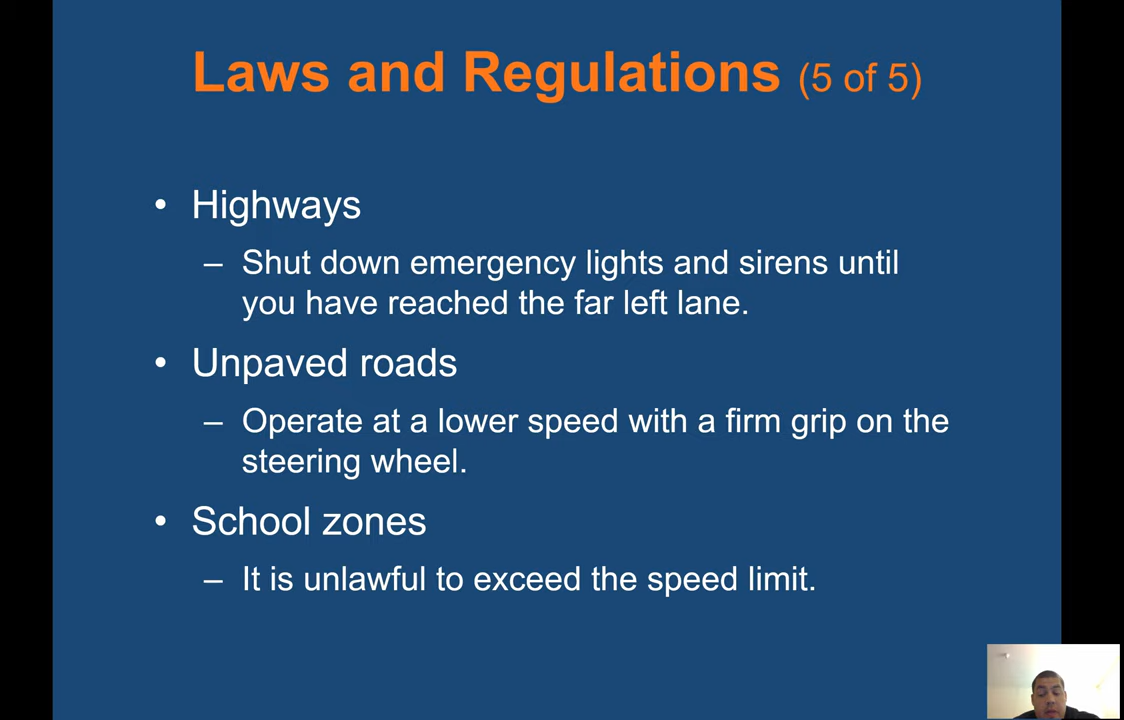 Laws and Regulations (5 of 5)
• Highways
– Shut down emergency lights and sirens until
you have reached the far left lane.
• Unpaved roads
– Operate at a lower speed with a firm grip on the
steering wheel.
• School zones
– It is unlawful to exceed the speed limit.